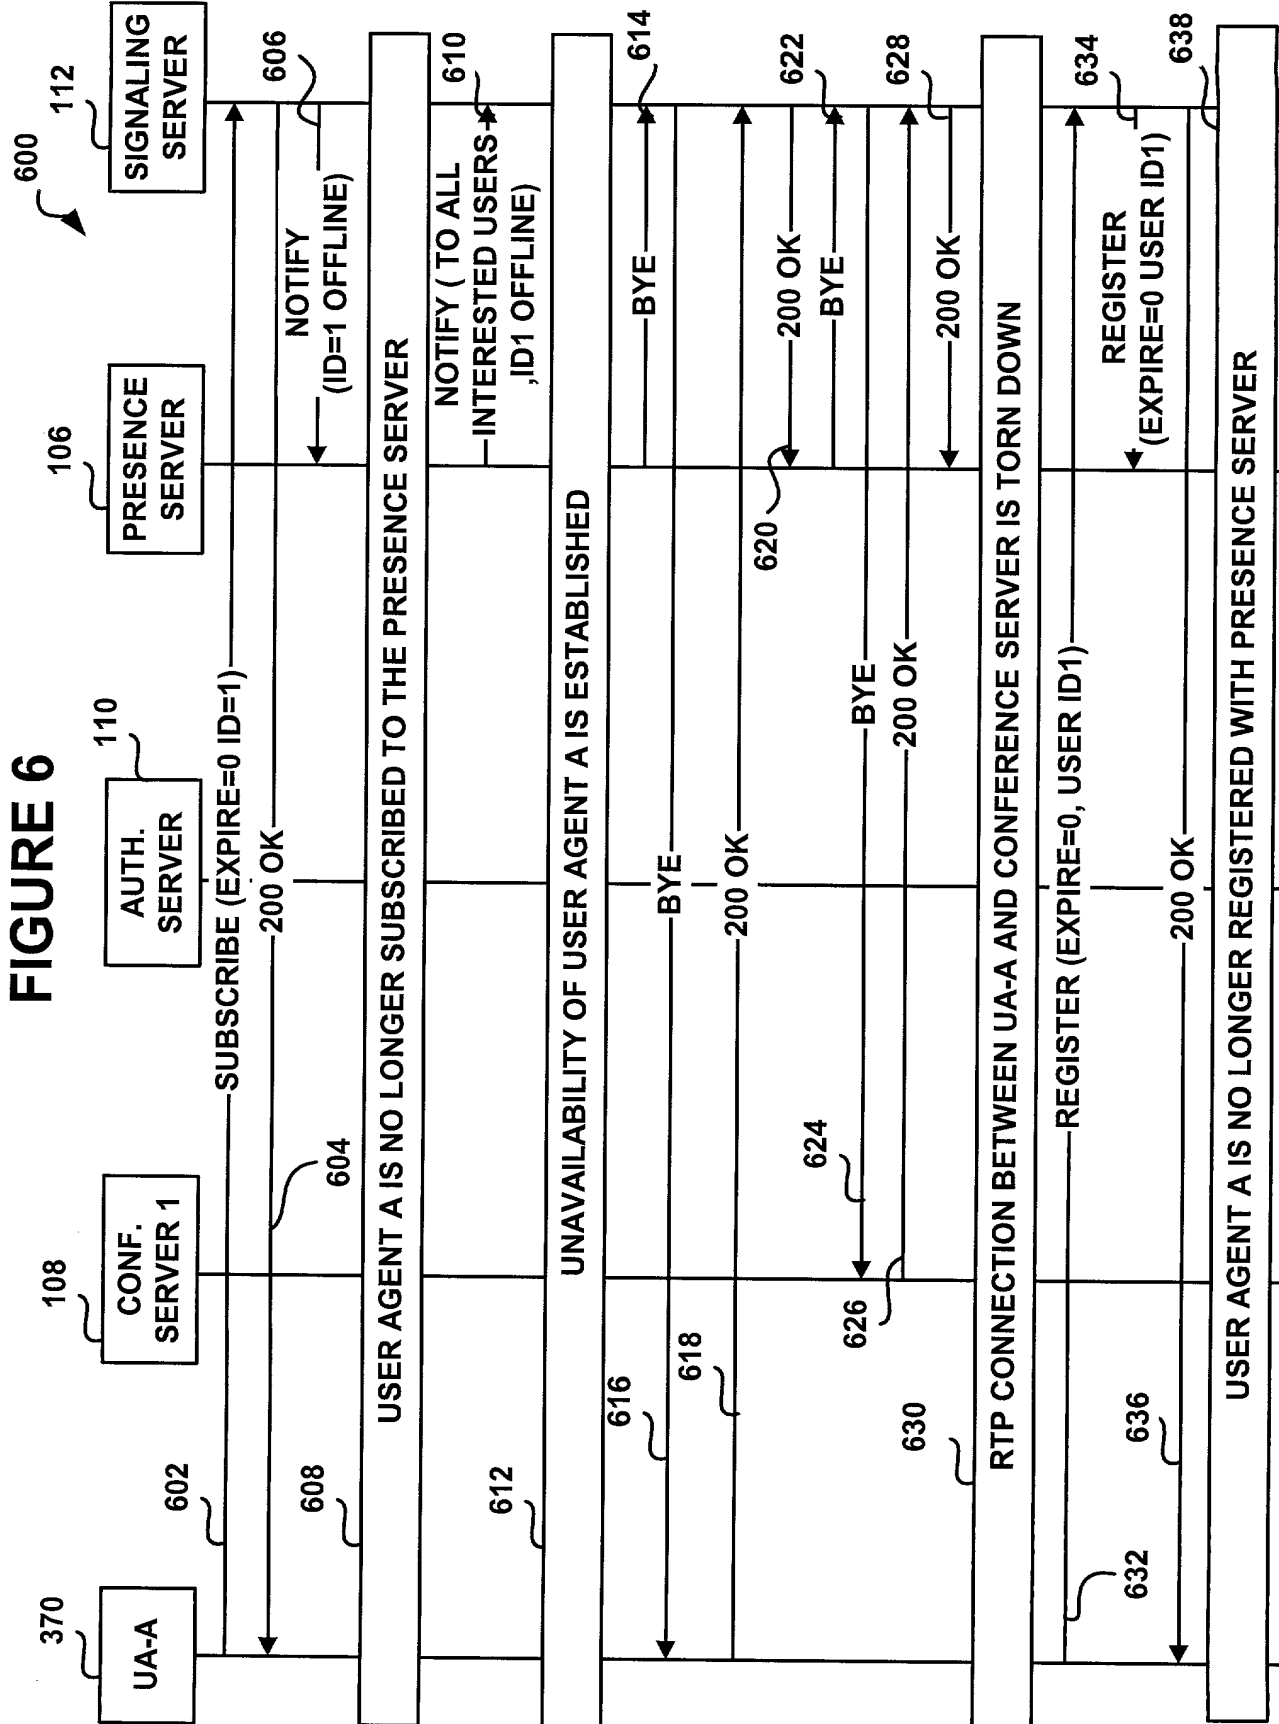 FIGURE 6
600
370
UA-A
108
CONF.
SERVER 1
110
AUTH.
SERVER
106
PRESENCE
SERVER
112
SIGNALING
SERVER
602
SUBSCRIBE (EXPIRE=0 ID=1)
200 OK
604
606
NOTIFY
(ID=1 OFFLINE)
608
USER AGENT A IS NO LONGER SUBSCRIBED TO THE PRESENCE SERVER
610
NOTIFY ( TO ALL
INTERESTED USERS
,ID1 OFFLINE)
612
UNAVAILABILITY OF USER AGENT A IS ESTABLISHED
614
BYE
616
BYE
618
200 OK
620
200 OK
622
BYE
624
BYE
626
200 OK
628
200 OK
630
RTP CONNECTION BETWEEN UA-A AND CONFERENCE SERVER IS TORN DOWN
632
REGISTER (EXPIRE=0, USER ID1)
634
REGISTER
(EXPIRE=0 USER ID1)
636
200 OK
638
USER AGENT A IS NO LONGER REGISTERED WITH PRESENCE SERVER